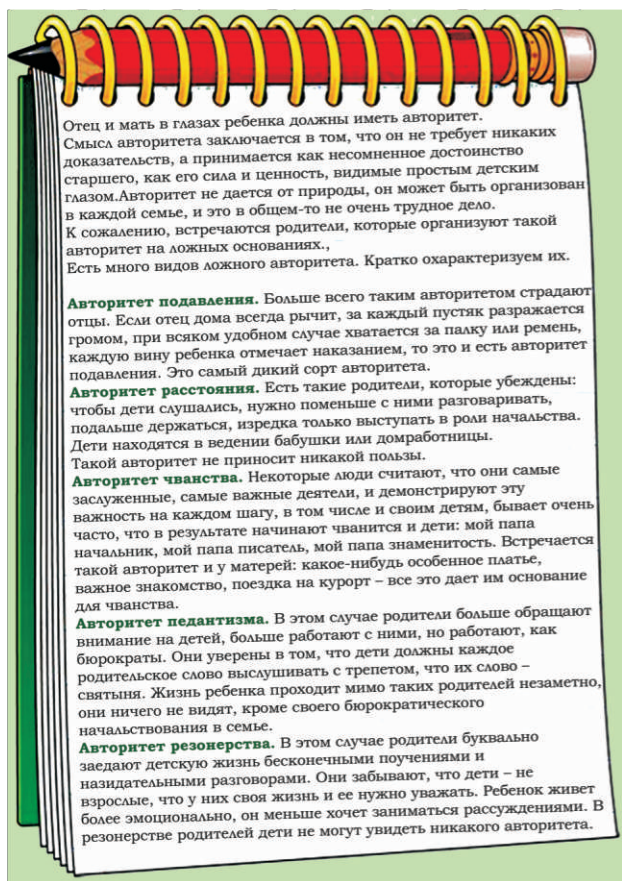 Отец и мать в глазах ребенка должны иметь авторитет.
Смысл авторитета заключается в том, что он не требует никаких
доказательств, а принимается как несомненное достоинство
старшего, как его сила и ценность, видимые простым детским
глазом.Авторитет не дается от природы, он может быть организован
в каждой семье, и это в общем-то не очень трудное дело.
К сожалению, встречаются родители, которые организуют такой
авторитет на ложных основаниях.,
Есть много видов ложного авторитета. Кратко охарактеризуем их.
Авторитет подавления. Больше всего таким авторитетом страдают
отцы. Если отец дома всегда рычит, за каждый пустяк разражается
громом, при всяком удобном случае хватается за палку или ремень,
каждую вину ребенка отмечает наказанием, то это и есть авторитет
подавления. Это самый дикий сорт авторитета.
Авторитет расстояния. Есть такие родители, которые убеждены:
чтобы дети слушались, нужно поменьше с ними разговаривать,
подальше держаться, изредка только выступать в роли начальства.
Дети находятся в ведении бабушки или домработницы.
Такой авторитет не приносит никакой пользы.
Авторитет чванства. Некоторые люди считают, что они самые
заслуженные, самые важные деятели, и демонстрируют эту
важность на каждом шагу, в том числе и своим детям, бывает очень
часто, что в результате начинают чванится и дети: мой папа
начальник, мой папа писатель, мой папа знаменитость. Встречается
такой авторитет и у матерей: какое-нибудь особенное платье,
важное знакомство, поездка на курорт – все это дает им основание
для чванства.
Авторитет педантизма. В этом случае родители больше обращают
внимание на детей, больше работают с ними, но работают, как
бюрократы. Они уверены в том, что дети должны каждое
родительское слово выслушивать с трепетом, что их слово –
святыня. Жизнь ребенка проходит мимо таких родителей незаметно,
они ничего не видят, кроме своего бюрократического
начальствования в семье.
Авторитет резонерства. В этом случае родители буквально
заедают детскую жизнь бесконечными поучениями и
назидательными разговорами. Они забывают, что дети – не
взрослые, что у них своя жизнь и ее нужно уважать. Ребенок живет
более эмоционально, он меньше хочет заниматься рассуждениями. В
резонерстве родителей дети не могут увидеть никакого авторитета.